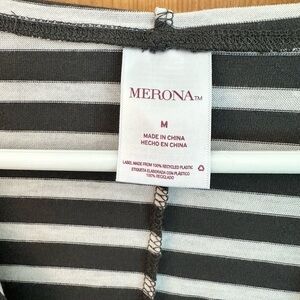 MERONA™
M
MADE IN CHINA
HECHO EN CHINA
LABEL MADE FROM 100% RECYCLED PLASTIC
ETIQUETA ELABORADA CON PLÁSTICO
100% RECICLADO